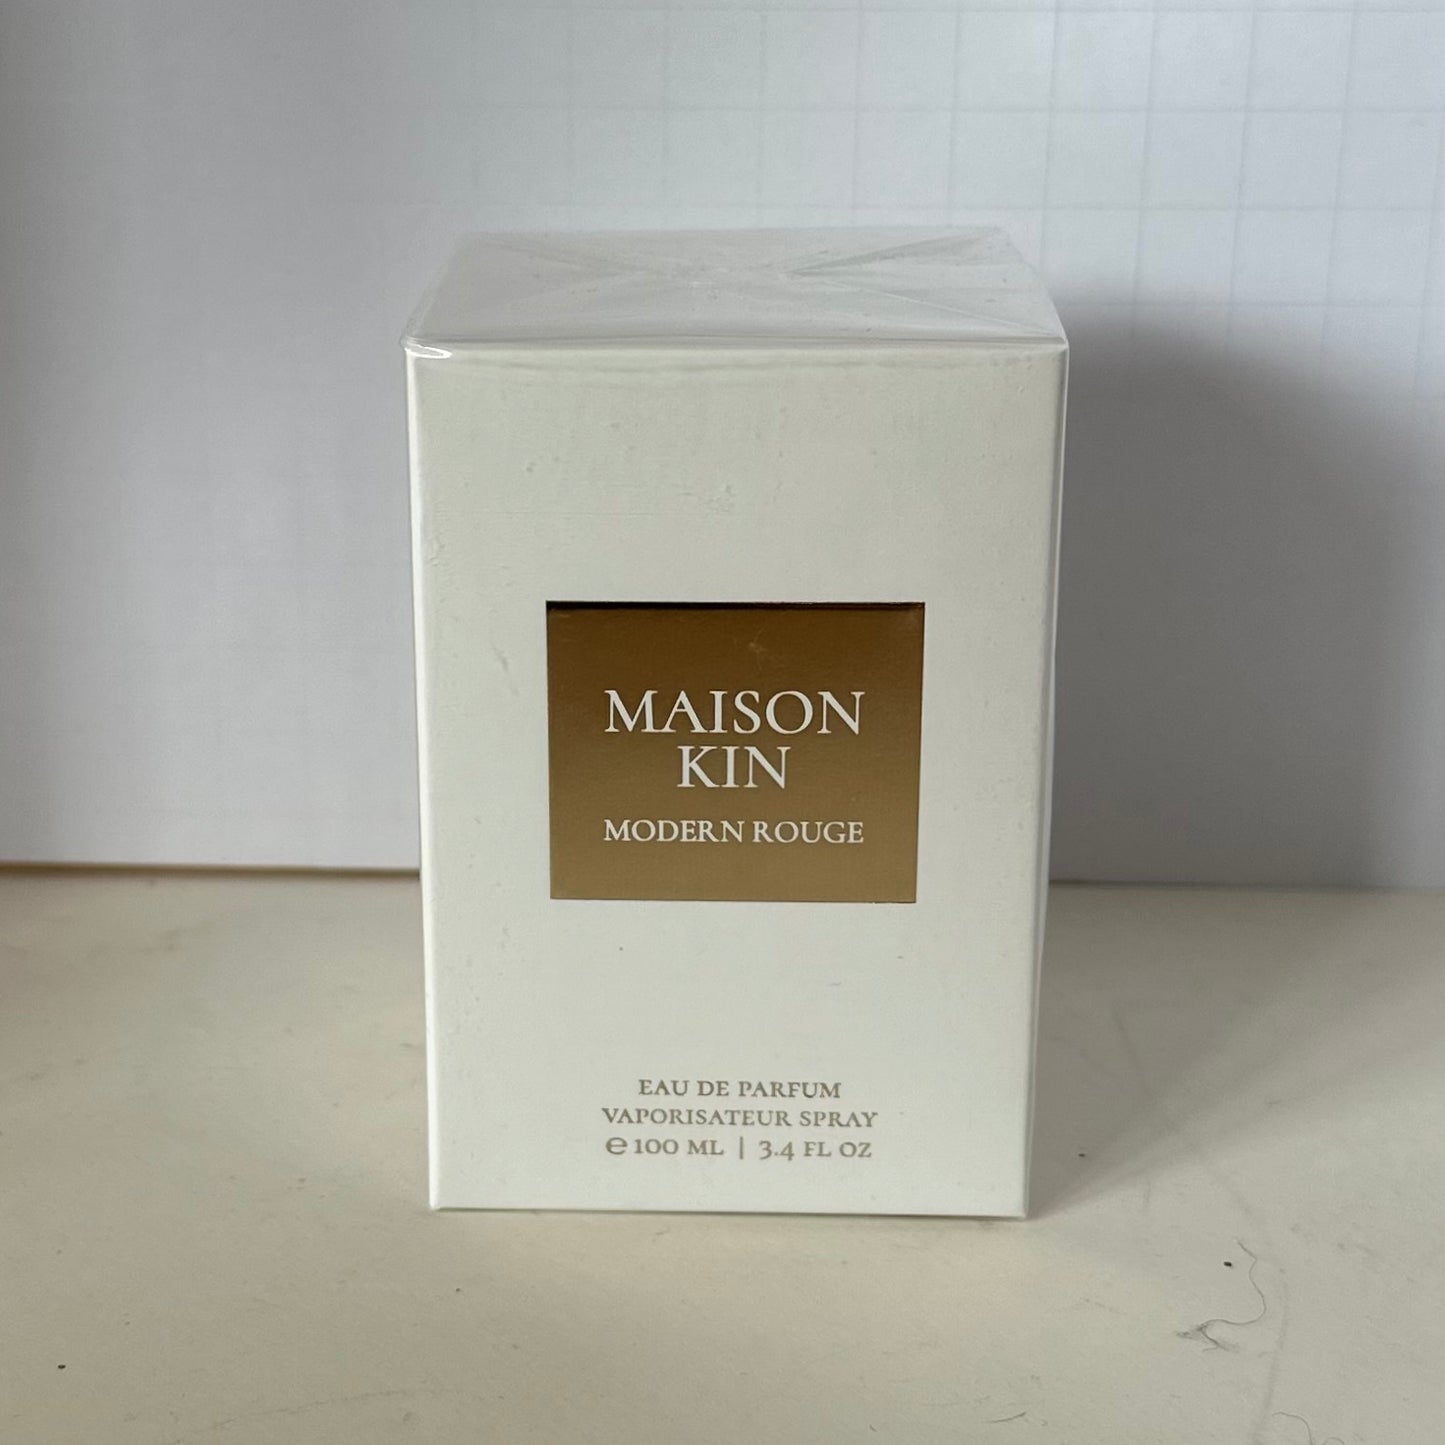 MAISON
KIN
MODERN ROUGE
EAU DE PARFUM
VAPORISATEUR SPRAY
℮ 100 ML | 3.4 FL OZ